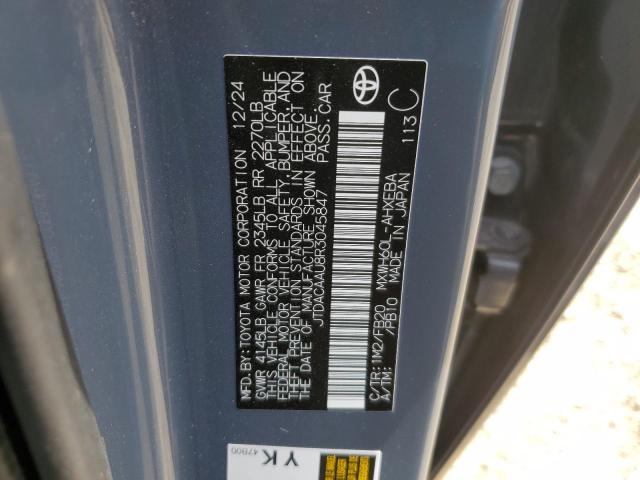 MFD. BY: TOYOTA MOTOR CORPORATION 12/24
GVWR 4145LB GAWR FR 2345LB RR 2270LB
THIS VEHICLE CONFORMS TO ALL APPLICABLE
FEDERAL MOTOR VEHICLE SAFETY, BUMPER, AND
THEFT PREVENTION STANDARDS IN EFFECT ON
THE DATE OF MANUFACTURE SHOWN ABOVE.
JTDACAAU8R3045847 PASS. CAR
C/TR: 1M2/FB20 MXWH60L-AHXEBA
A/TM: /PB10 MADE IN JAPAN 113 C
YK
47B00